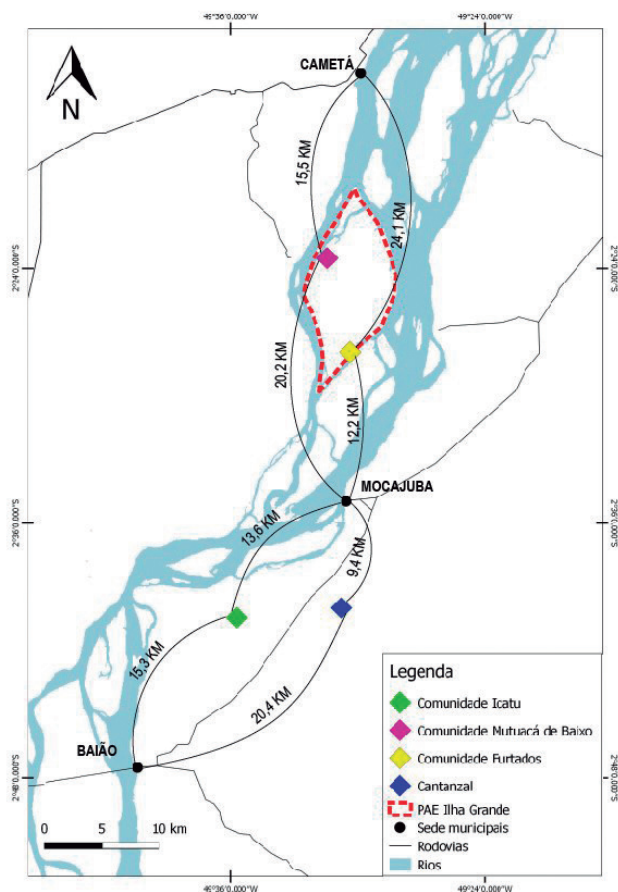 49°36'0.000"W
49°24'0.000"W
CAMETÁ
N
15,5 KM
24,1 KM
2°24'0.000"S
2°24'0.000"S
20,2 KM
12,2 KM
MOCAJUBA
2°36'0.000"S
2°36'0.000"S
13,6 KM
9,4 KM
15,3 KM
20,4 KM
BAIÃO
2°48'0.000"S
2°48'0.000"S
0 5 10 km
Legenda
Comunidade Icatu
Comunidade Mutuacá de Baixo
Comunidade Furtados
Cantanzal
PAE Ilha Grande
Sede municipais
Rodovias
Rios
49°24'0.000"W